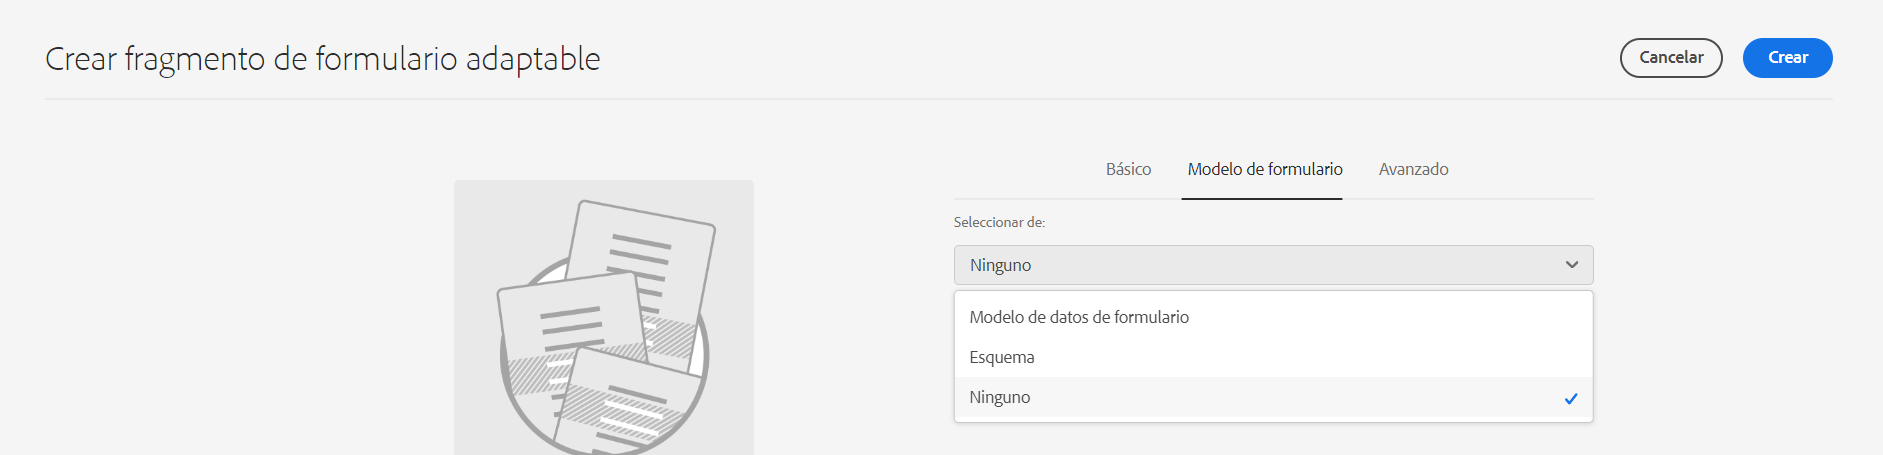 Crear fragmento de formulario adaptable
Cancelar
Crear
Básico
Modelo de formulario
Avanzado
Seleccionar de:
Ninguno
Modelo de datos de formulario
Esquema
Ninguno